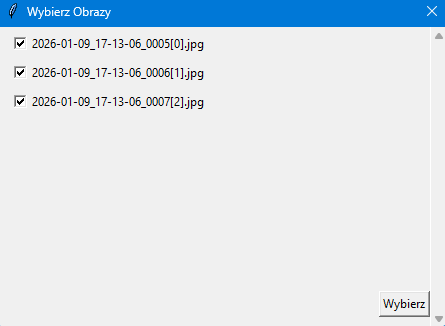 Wybierz Obrazy
2026-01-09_17-13-06_0005[0].jpg
2026-01-09_17-13-06_0006[1].jpg
2026-01-09_17-13-06_0007[2].jpg
Wybierz